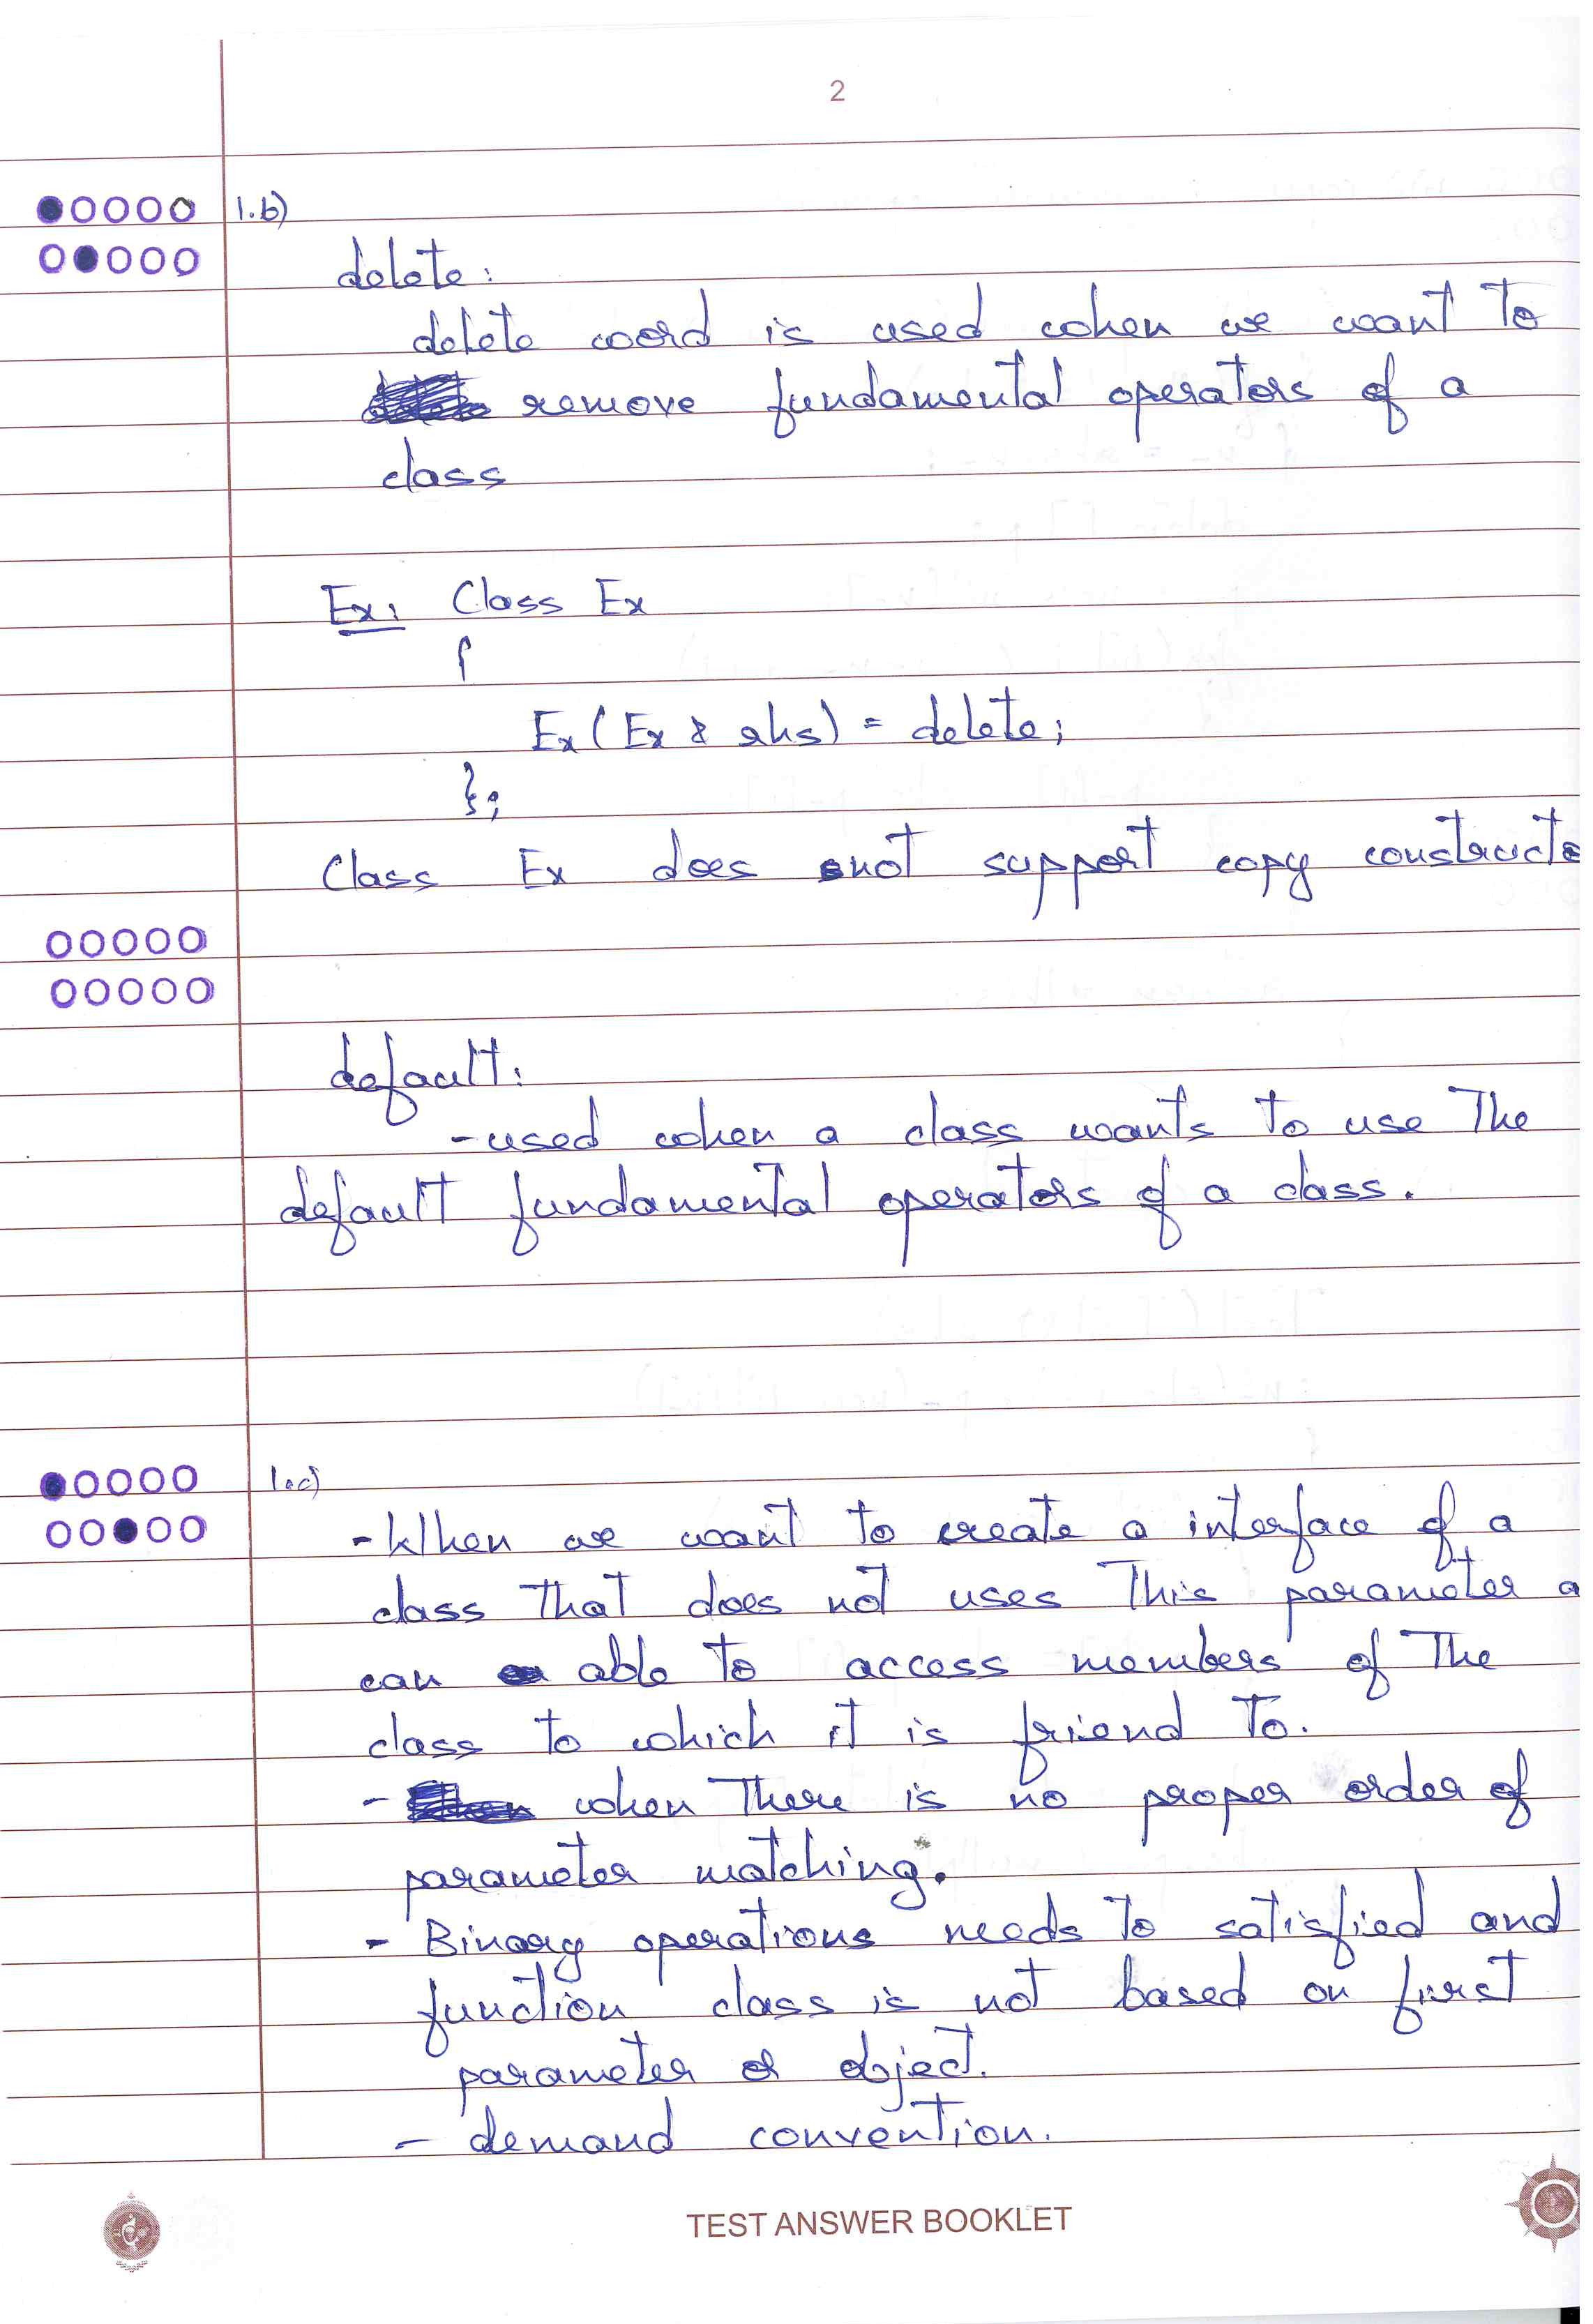 2
1.b)
delete:
delete word is used when we want to
remove fundamental operators of a
class
Ex: Class Ex
{
Ex (Ex & rhs) = delete;
};
Class Ex does not support copy constructo
default:
-used when a class wants to use the
default fundamental operators of a class.
1.c)
- When we want to create a interface of a
class that does not uses this parameter a
can able to access members of the
class to which it is friend to.
- when there is no proper order of
parameter matching.
- Binary operations needs to satisfied and
function class is not based on first
parameter or object.
- demand convention.
TEST ANSWER BOOKLET